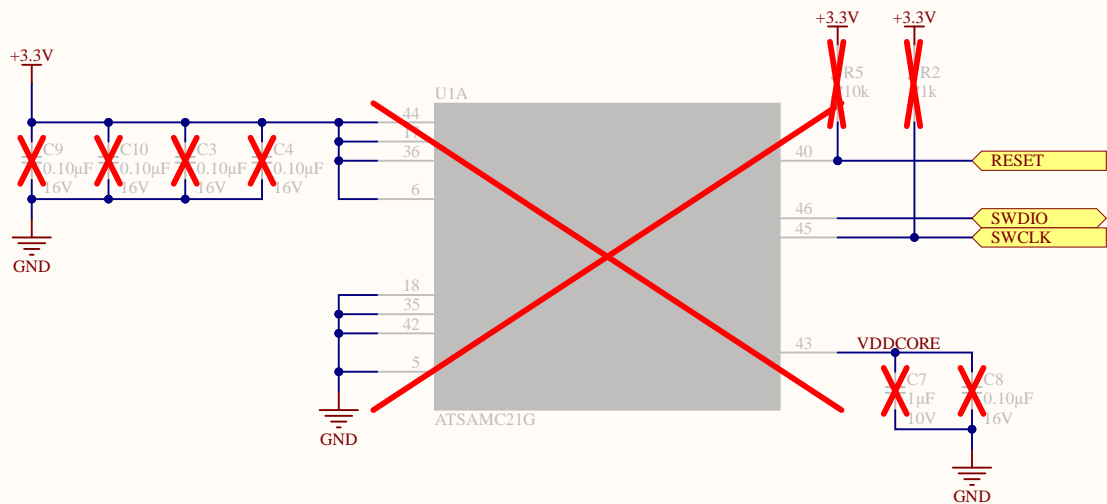 +3.3V
+3.3V
+3.3V
R5
10k
R2
1k
U1A
44
36
6
C9
0.10µF
16V
C10
0.10µF
16V
C3
0.10µF
16V
C4
0.10µF
16V
GND
40
RESET
46
SWDIO
45
SWCLK
18
35
42
5
GND
43
VDDCORE
C7
1µF
10V
C8
0.10µF
16V
GND
ATSAMC21G